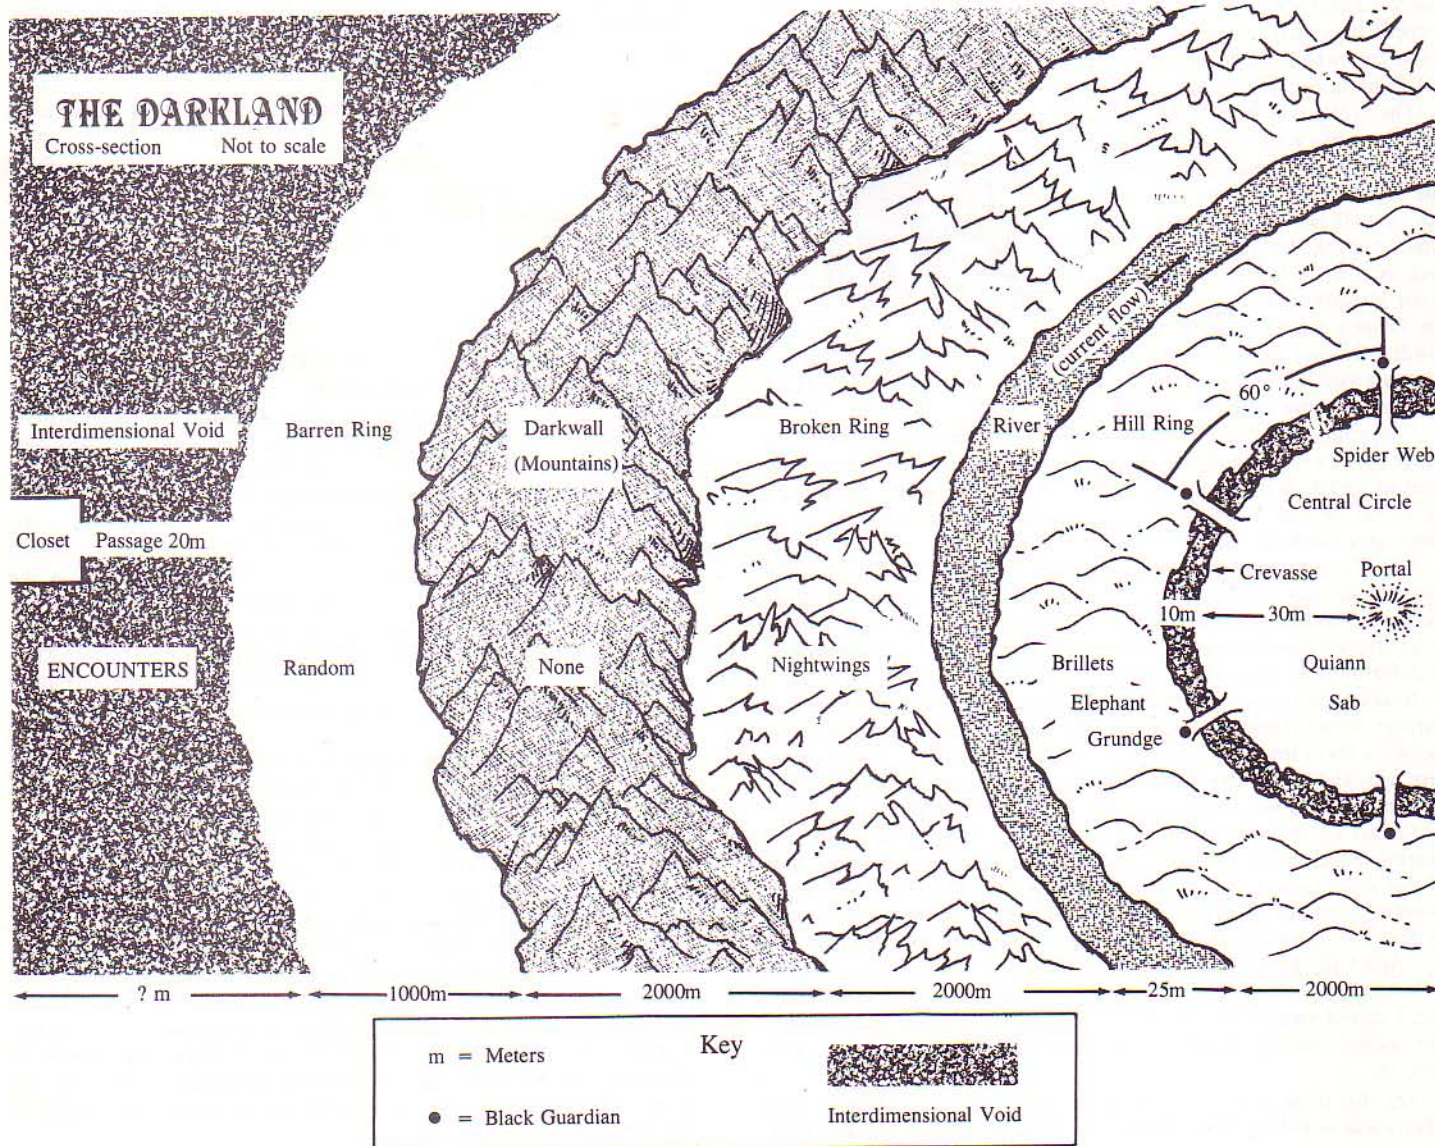 THE DARKLAND
Cross-section Not to scale
(current flow)
60°
Interdimensional Void
Barren Ring
Darkwall
(Mountains)
Broken Ring
River
Hill Ring
Spider Web
Central Circle
Closet
Passage 20m
Crevasse
Portal
10m
30m
ENCOUNTERS
Random
None
Nightwings
Brillets
Elephant
Grundge
Quiann
Sab
? m
1000m
2000m
2000m
25m
2000m
Key
m = Meters
● = Black Guardian
Interdimensional Void